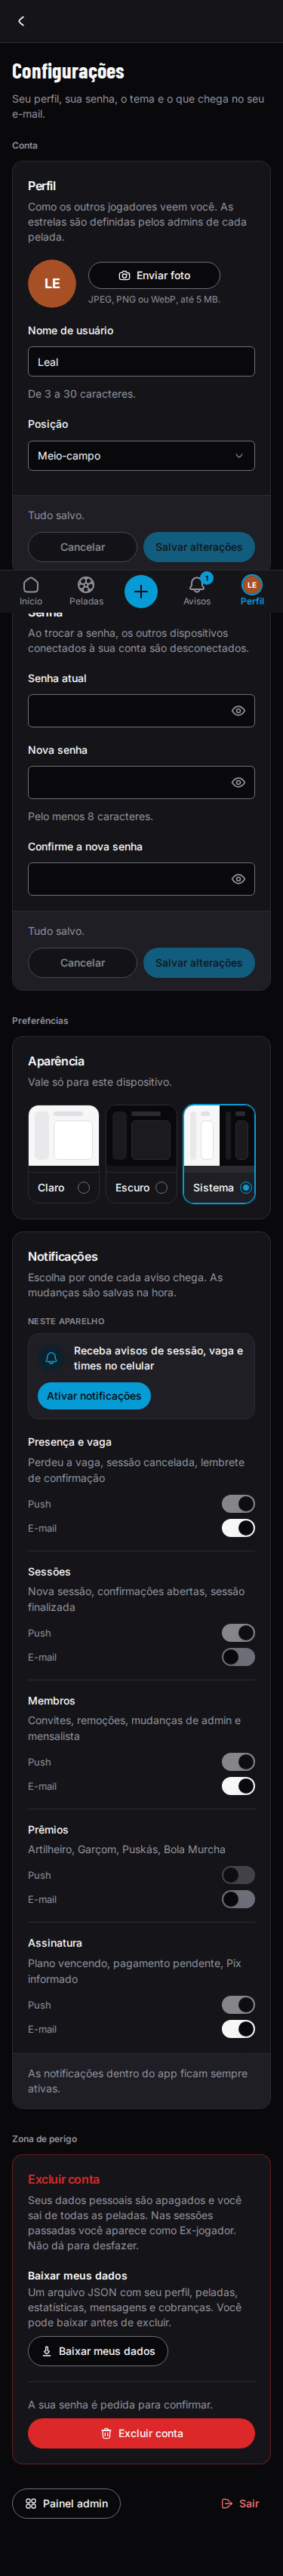 Configurações
Seu perfil, sua senha, o tema e o que chega no seu
e-mail.
Conta
Perfil
Como os outros jogadores veem você. As
estrelas são definidas pelos admins de cada
pelada.
LE
Enviar foto
JPEG, PNG ou WebP, até 5 MB.
Nome de usuário
Leal
De 3 a 30 caracteres.
Posição
Meio-campo
Tudo salvo.
Cancelar
Salvar alterações
Início
Peladas
1
Avisos
LE
Perfil
Senha
Ao trocar a senha, os outros dispositivos
conectados à sua conta são desconectados.
Senha atual
Nova senha
Pelo menos 8 caracteres.
Confirme a nova senha
Tudo salvo.
Cancelar
Salvar alterações
Preferências
Aparência
Vale só para este dispositivo.
Claro
Escuro
Sistema
Notificações
Escolha por onde cada aviso chega. As
mudanças são salvas na hora.
NESTE APARELHO
Receba avisos de sessão, vaga e
times no celular
Ativar notificações
Presença e vaga
Perdeu a vaga, sessão cancelada, lembrete
de confirmação
Push
E-mail
Sessões
Nova sessão, confirmações abertas, sessão
finalizada
Push
E-mail
Membros
Convites, remoções, mudanças de admin e
mensalista
Push
E-mail
Prêmios
Artilheiro, Garçom, Puskás, Bola Murcha
Push
E-mail
Assinatura
Plano vencendo, pagamento pendente, Pix
informado
Push
E-mail
As notificações dentro do app ficam sempre
ativas.
Zona de perigo
Excluir conta
Seus dados pessoais são apagados e você
sai de todas as peladas. Nas sessões
passadas você aparece como Ex-jogador.
Não dá para desfazer.
Baixar meus dados
Um arquivo JSON com seu perfil, peladas,
estatísticas, mensagens e cobranças. Você
pode baixar antes de excluir.
Baixar meus dados
A sua senha é pedida para confirmar.
Excluir conta
Painel admin
Sair